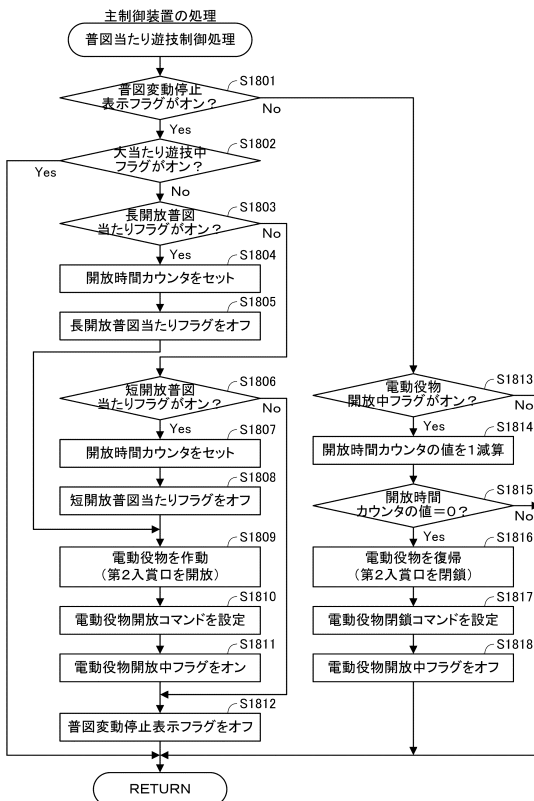 主制御装置の処理
普図当たり遊技制御処理
S1801
普図変動停止
表示フラグがオン?
No
Yes
S1802
大当たり遊技中
フラグがオン?
Yes
No
S1803
長開放普図
当たりフラグがオン?
No
Yes
S1804
開放時間カウンタをセット
S1805
長開放普図当たりフラグをオフ
S1806
短開放普図
当たりフラグがオン?
No
Yes
S1807
開放時間カウンタをセット
S1808
短開放普図当たりフラグをオフ
S1809
電動役物を作動
(第2入賞口を開放)
S1810
電動役物開放コマンドを設定
S1811
電動役物開放中フラグをオン
S1812
普図変動停止表示フラグをオフ
S1813
電動役物
開放中フラグがオン?
No
Yes
S1814
開放時間カウンタの値を1減算
S1815
開放時間
カウンタの値=0?
No
Yes
S1816
電動役物を復帰
(第2入賞口を閉鎖)
S1817
電動役物閉鎖コマンドを設定
S1818
電動役物開放中フラグをオフ
RETURN